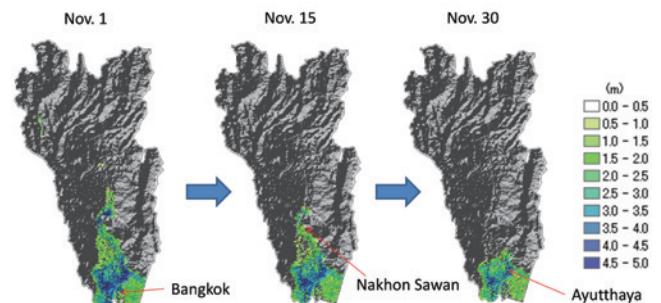 Nov. 1
Nov. 15
Nov. 30
(m)
0.0 - 0.5
0.5 - 1.0
1.0 - 1.5
1.5 - 2.0
2.0 - 2.5
2.5 - 3.0
3.0 - 3.5
3.5 - 4.0
4.0 - 4.5
4.5 - 5.0
Bangkok
Nakhon Sawan
Ayutthaya